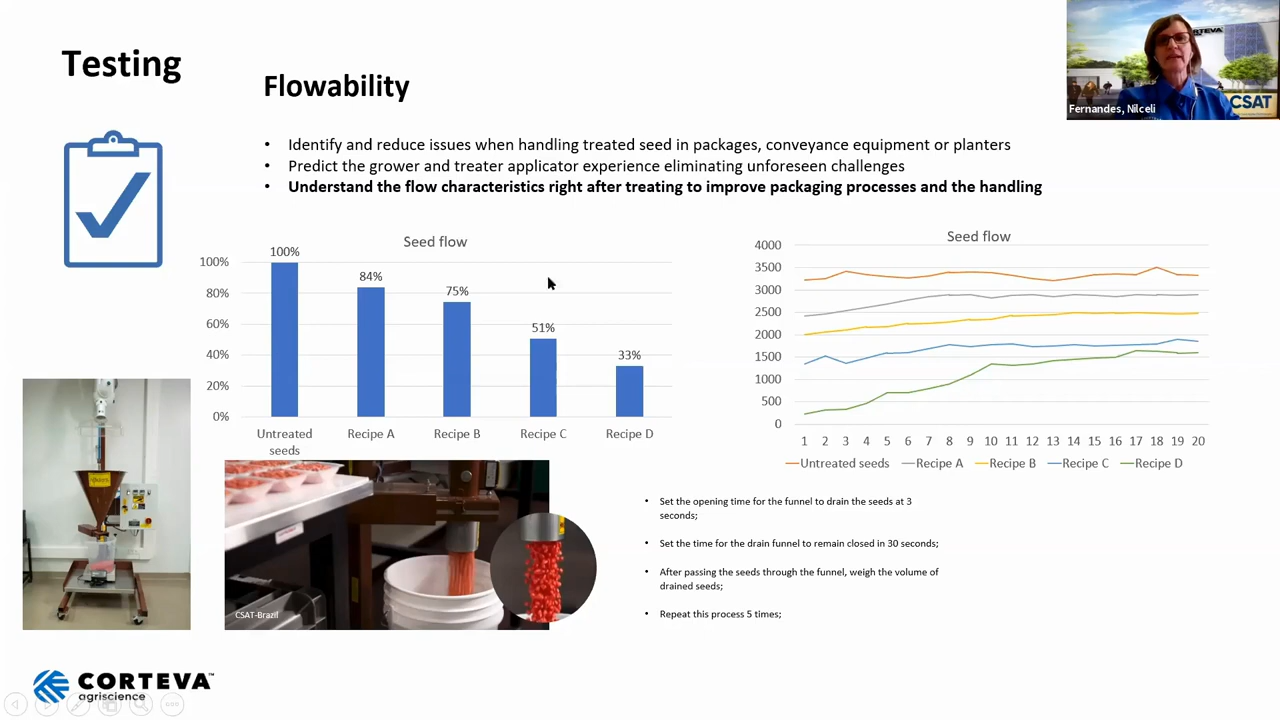 Testing
Flowability
CORTEVA
CSAT
Fernandes, Nilceli
• Identify and reduce issues when handling treated seed in packages, conveyance equipment or planters
• Predict the grower and treater applicator experience eliminating unforeseen challenges
• Understand the flow characteristics right after treating to improve packaging processes and the handling
Seed flow
100%
80%
60%
40%
20%
0%
100%
84%
75%
51%
33%
Untreated
seeds
Recipe A
Recipe B
Recipe C
Recipe D
Seed flow
4000
3500
3000
2500
2000
1500
1000
500
0
1 2 3 4 5 6 7 8 9 10 11 12 13 14 15 16 17 18 19 20
Untreated seeds Recipe A Recipe B Recipe C Recipe D
CSAT-Brazil
• Set the opening time for the funnel to drain the seeds at 3
seconds;
• Set the time for the drain funnel to remain closed in 30 seconds;
• After passing the seeds through the funnel, weigh the volume of
drained seeds;
• Repeat this process 5 times;
CORTEVA™
agriscience